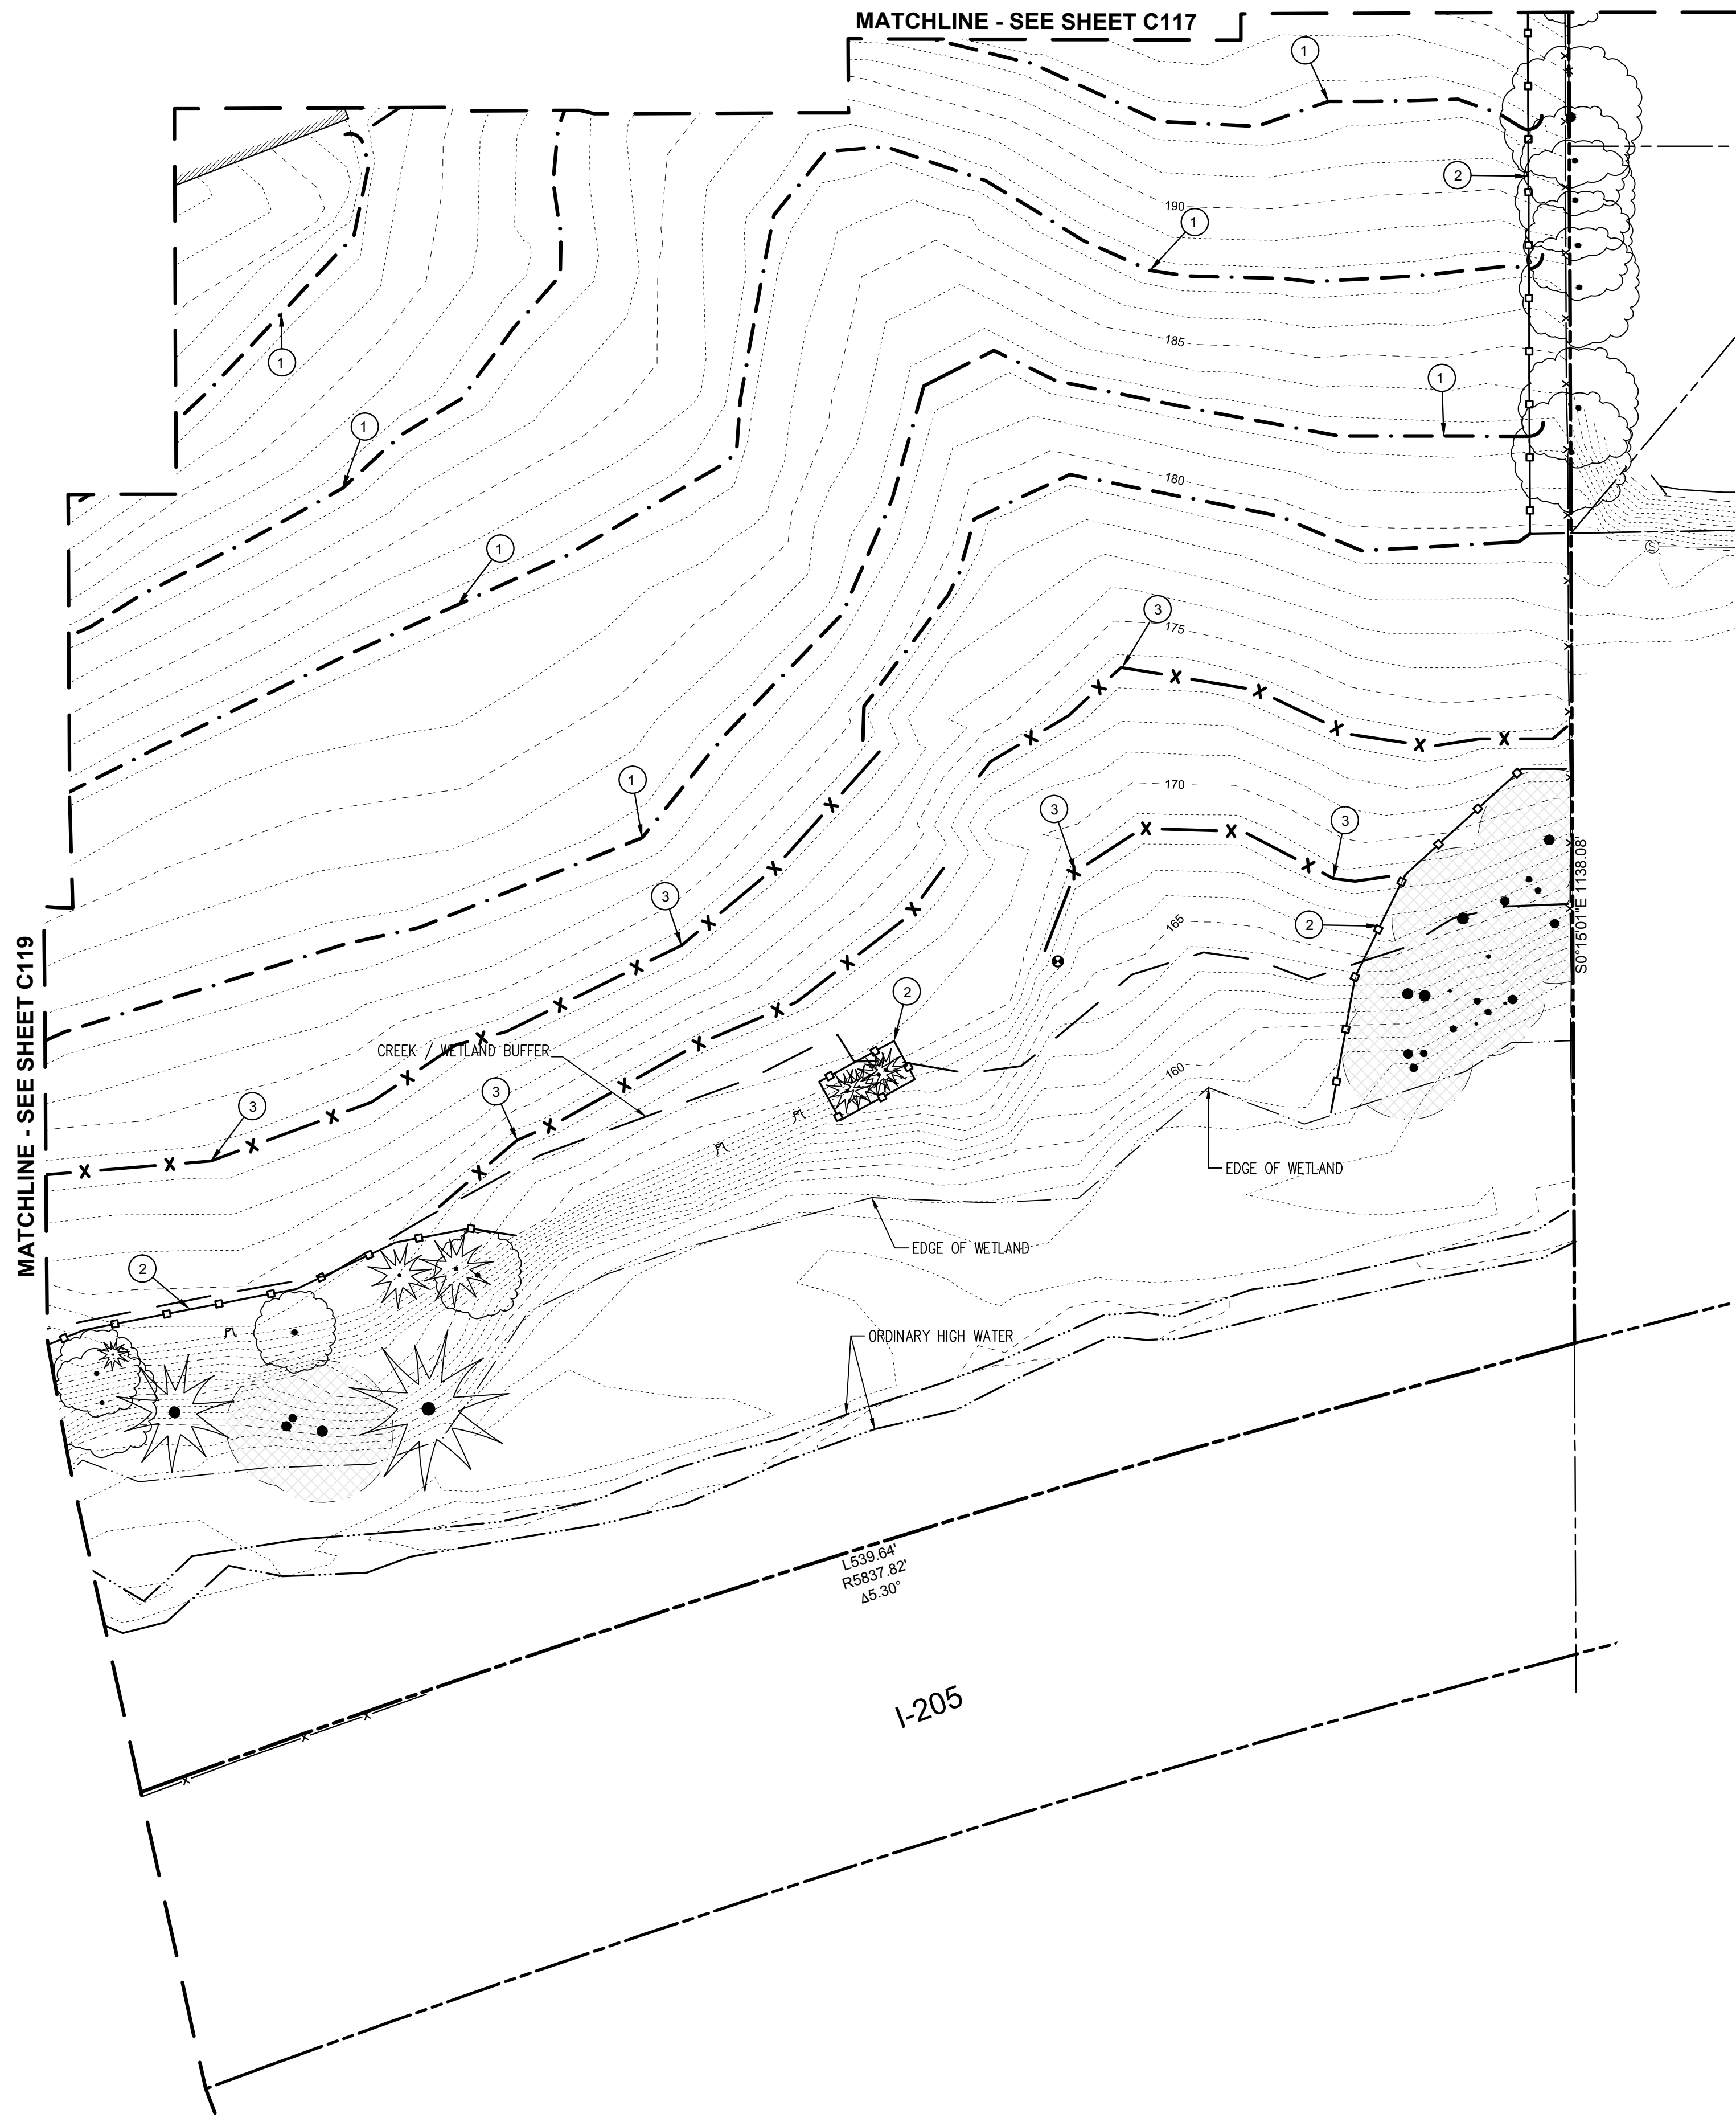 MATCHLINE - SEE SHEET C117
1
2
190
1
185
1
1
1
180
1
S
3
175
1
170
3
3
S0°15'01"E 1138.08'
3
165
2
2
MATCHLINE - SEE SHEET C119
CREEK / WETLAND BUFFER
160
3
3
EDGE OF WETLAND
EDGE OF WETLAND
2
ORDINARY HIGH WATER
L539.64'
R5837.82'
Δ5.30°
I-205